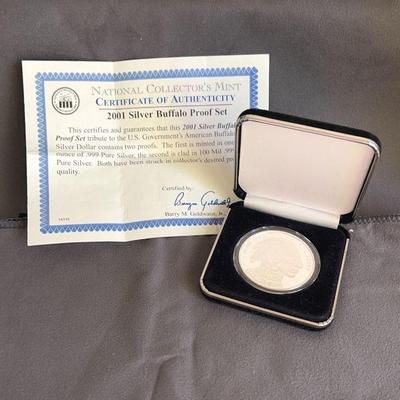 NATIONAL COLLECTOR'S MINT
CERTIFICATE OF AUTHENTICITY
2001 Silver Buffalo Proof Set
This certifies and guarantees that this 2001 Silver Buffalo
Proof Set tribute to the U.S. Government's American Buffalo
Silver Dollar contains two proofs. The first is minted in one
ounce of .999 Pure Silver, the second is clad in 100 Mil .999
Pure Silver. Both have been struck in collector's desired proof
quality.
Certified by:
Barry M. Goldwater, Jr.